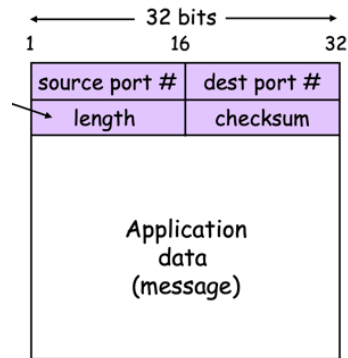 32 bits
1 16 32
source port # dest port #
length checksum
Application
data
(message)